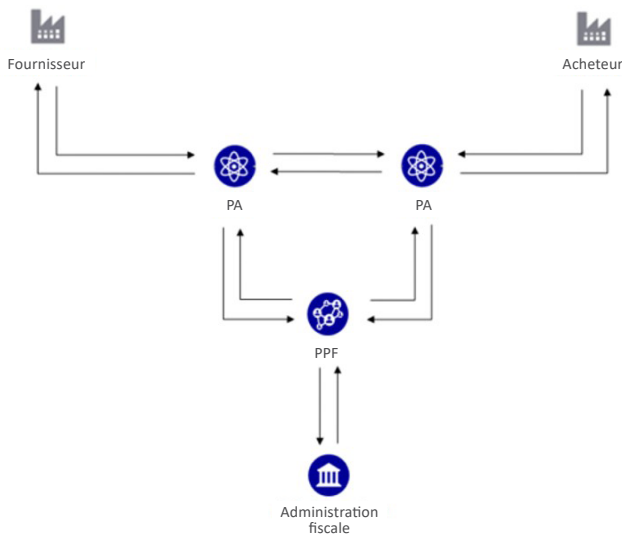 Fournisseur
Acheteur
PA
PA
PPF
Administration
fiscale